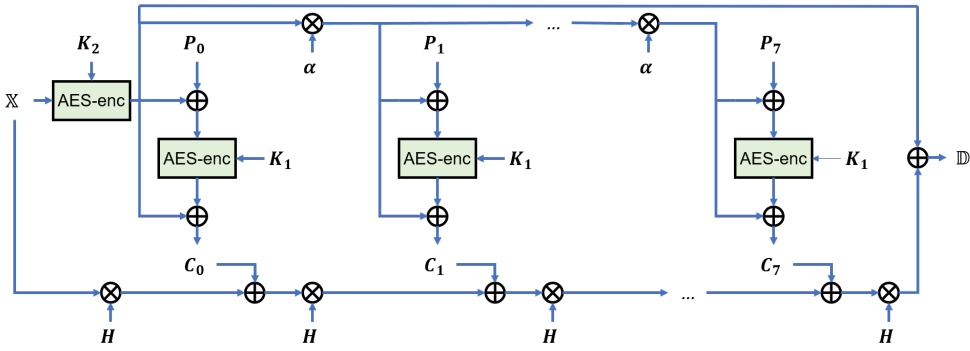 K₂ P₀ P₁ ... P₇
α α
𝕏 AES-enc
AES-enc K₁ AES-enc K₁ AES-enc K₁ 𝔻
C₀ C₁ C₇
...
H H H H